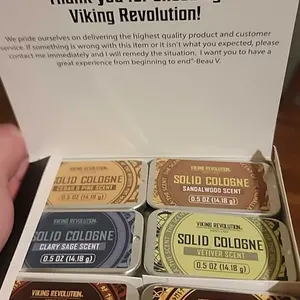 Thank you for choosing
Viking Revolution!
We pride ourselves on delivering the highest quality product and customer
service. If something is wrong with this item or it isn't what you expected, please
contact me immediately and I will remedy the situation. I want you to have a
great experience from beginning to end"-Beau V.
VIKING REVOLUTION.
SOLID COLOGNE
CEDAR & PINE SCENT
0.5 OZ (14.18 g)
VIKING REVOLUTION.
SOLID COLOGNE
SANDALWOOD SCENT
0.5 OZ (14.18 g)
VIKING REVOLUTION.
SOLID COLOGNE
CLARY SAGE SCENT
0.5 OZ (14.18 g)
VIKING REVOLUTION.
SOLID COLOGNE
VETIVER SCENT
0.5 OZ (14.18 g)
VIKING REVOLUTION.